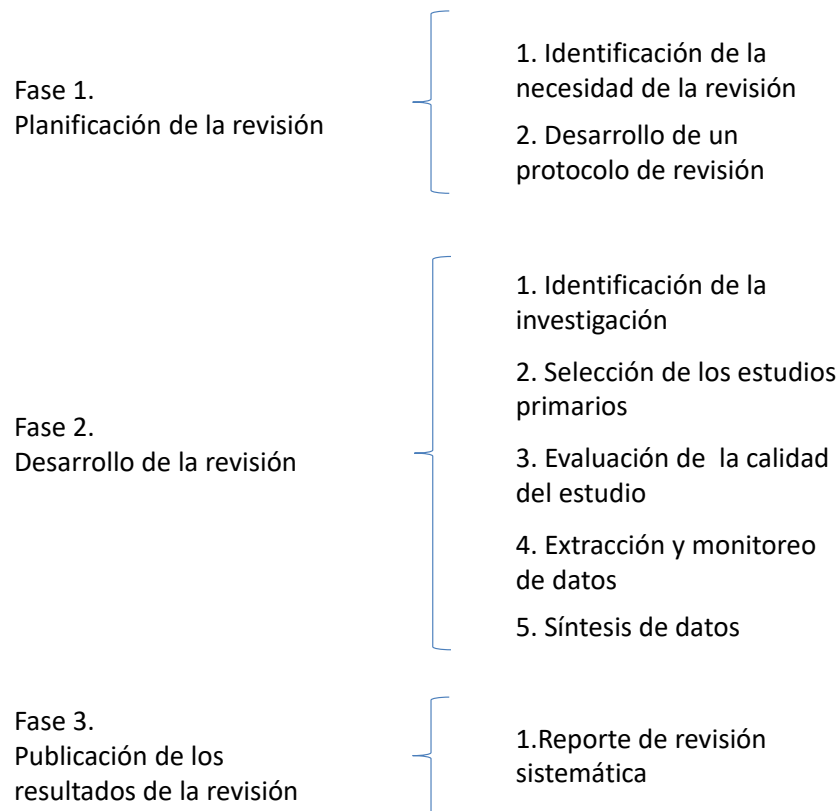 Fase 1.
Planificación de la revisión
1. Identificación de la
necesidad de la revisión
2. Desarrollo de un
protocolo de revisión
Fase 2.
Desarrollo de la revisión
1. Identificación de la
investigación
2. Selección de los estudios
primarios
3. Evaluación de  la calidad
del estudio
4. Extracción y monitoreo
de datos
5. Síntesis de datos
Fase 3.
Publicación de los
resultados de la revisión
1.Reporte de revisión
sistemática